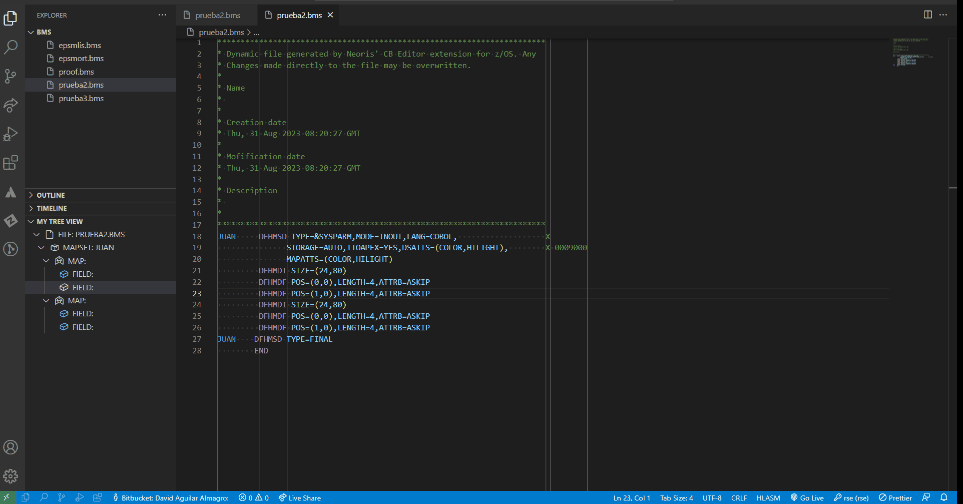 EXPLORER
BMS
epsmlis.bms
epsmort.bms
proof.bms
prueba2.bms
prueba3.bms
OUTLINE
TIMELINE
MY TREE VIEW
FILE: PRUEBA2.BMS
MAPSET: JUAN
MAP:
FIELD:
FIELD:
MAP:
FIELD:
FIELD:
prueba.bms
prueba2.bms
prueba2.bms > ...
1 *******************************************************************************
2 * Dynamic file generated by Neoris' CB Editor extension for z/OS. Any
3 * Changes made directly to the file may be overwritten.
4 *
5 * Name
6 *
7 *
8 * Creation date
9 * Thu, 31 Aug 2023 08:20:27 GMT
10 *
11 * Mofification date
12 * Thu, 31 Aug 2023 08:20:27 GMT
13 *
14 * Description
15 *
16 *
17 *******************************************************************************
18 JUAN DFHMSD TYPE=&SYSPARM,MODE=INOUT,LANG=COBOL, X
19 STORAGE=AUTO,TIOAPFX=YES,DSATTS=(COLOR,HILIGHT), X 0009000
20 MAPATTS=(COLOR,HILIGHT)
21 DFHMDI SIZE=(24,80)
22 DFHMDF POS=(0,0),LENGTH=4,ATTRB=ASKIP
23 DFHMDF POS=(1,0),LENGTH=4,ATTRB=ASKIP
24 DFHMDI SIZE=(24,80)
25 DFHMDF POS=(0,0),LENGTH=4,ATTRB=ASKIP
26 DFHMDF POS=(1,0),LENGTH=4,ATTRB=ASKIP
27 JUAN DFHMSD TYPE=FINAL
28 END
Bitbucket: David Aguilar Almagro: 0 0 Live Share Ln 23, Col 1 Tab Size: 4 UTF-8 CRLF HLASM Go Live rse (rse) Prettier